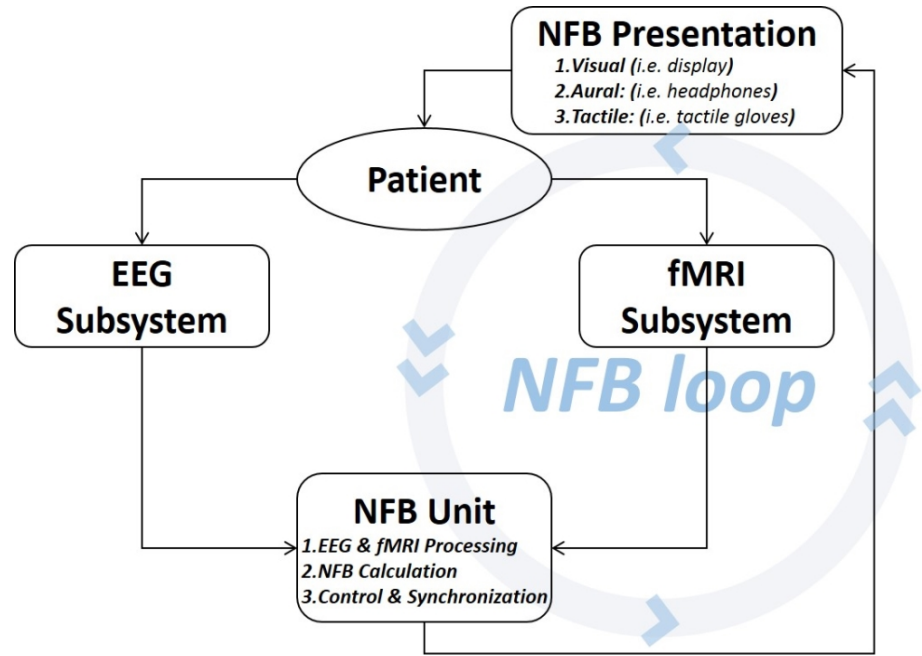 NFB Presentation
1.Visual (i.e. display)
2.Aural: (i.e. headphones)
3.Tactile: (i.e. tactile gloves)
Patient
EEG
Subsystem
fMRI
Subsystem
NFB loop
NFB Unit
1.EEG & fMRI Processing
2.NFB Calculation
3.Control & Synchronization